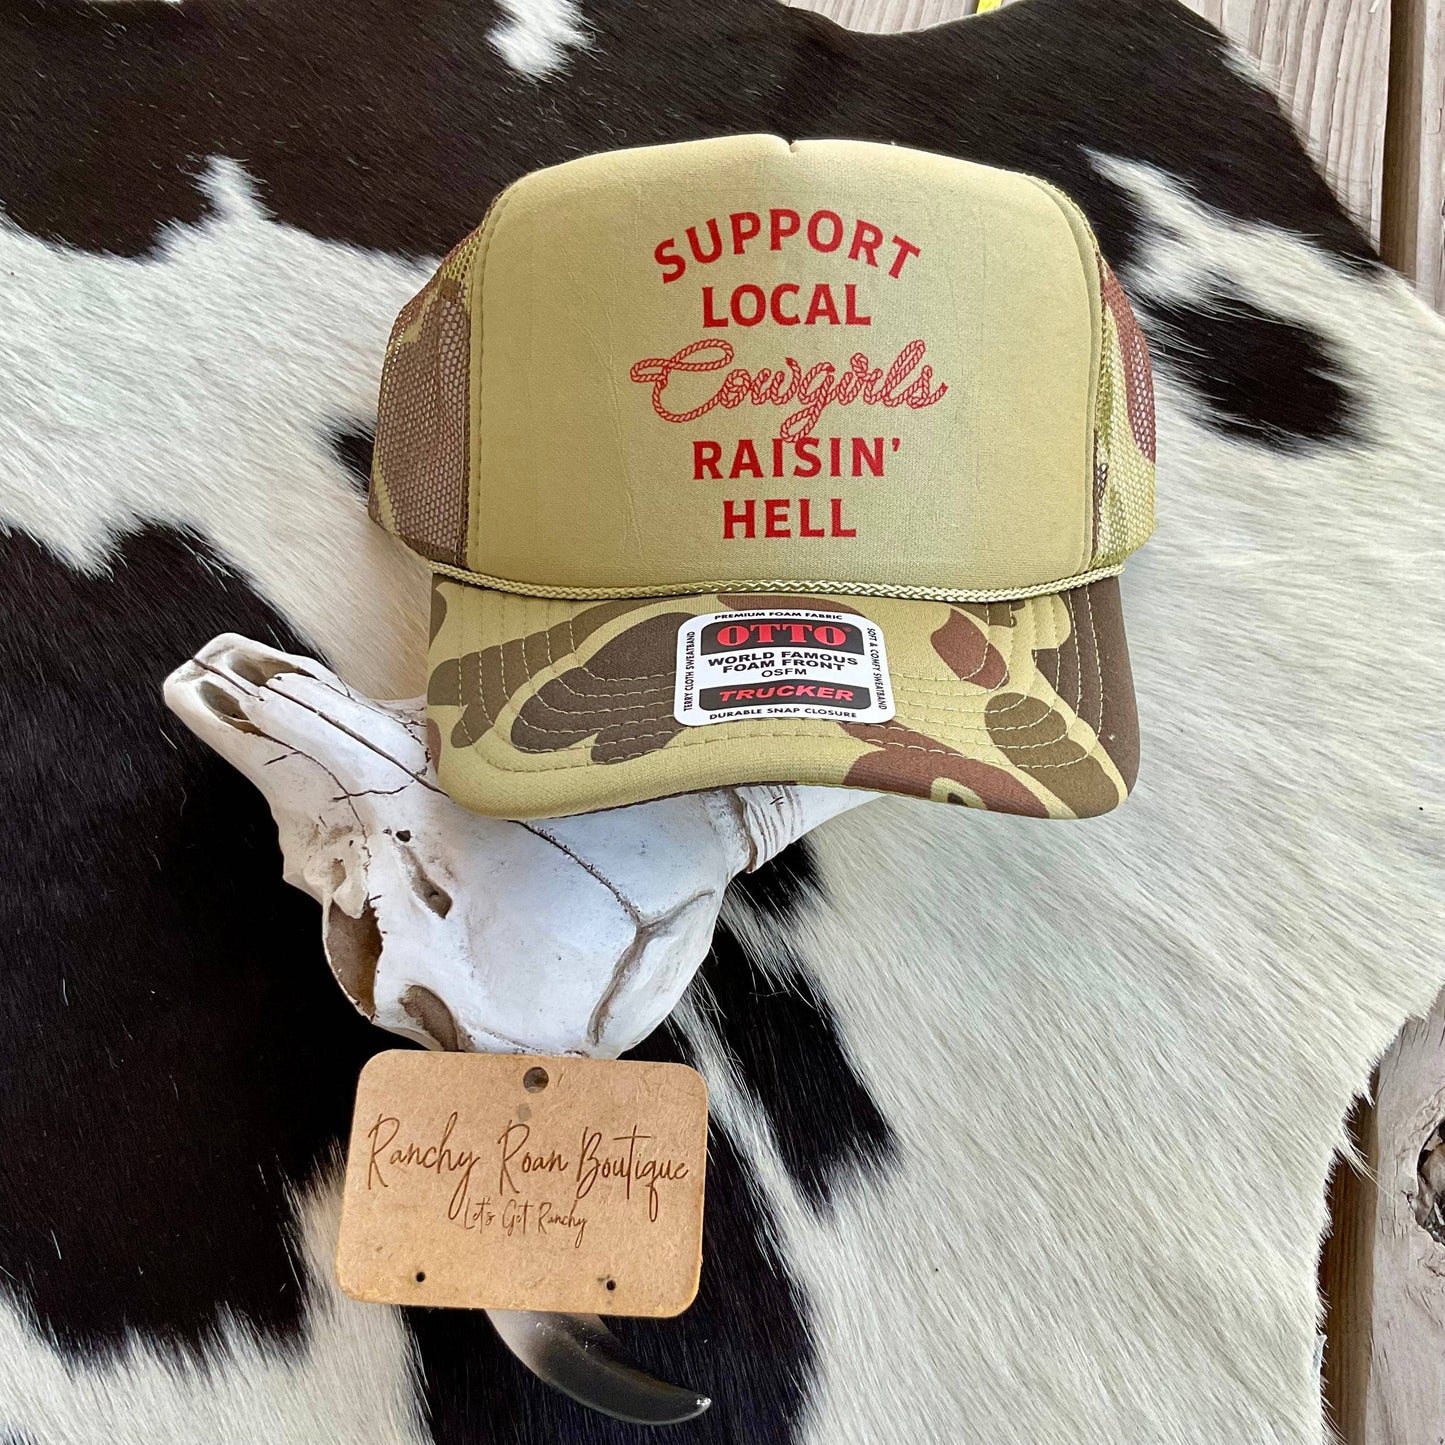 SUPPORT
LOCAL
Cowgirls
RAISIN'
HELL
PREMIUM FOAM FABRIC
OTTO®
WORLD FAMOUS
FOAM FRONT
OSFM
TRUCKER
DURABLE SNAP CLOSURE
TERRY CLOTH SWEATBAND
SOFT & COMFY SWEATBAND
Ranchy Roan Boutique
Let's Get Ranchy